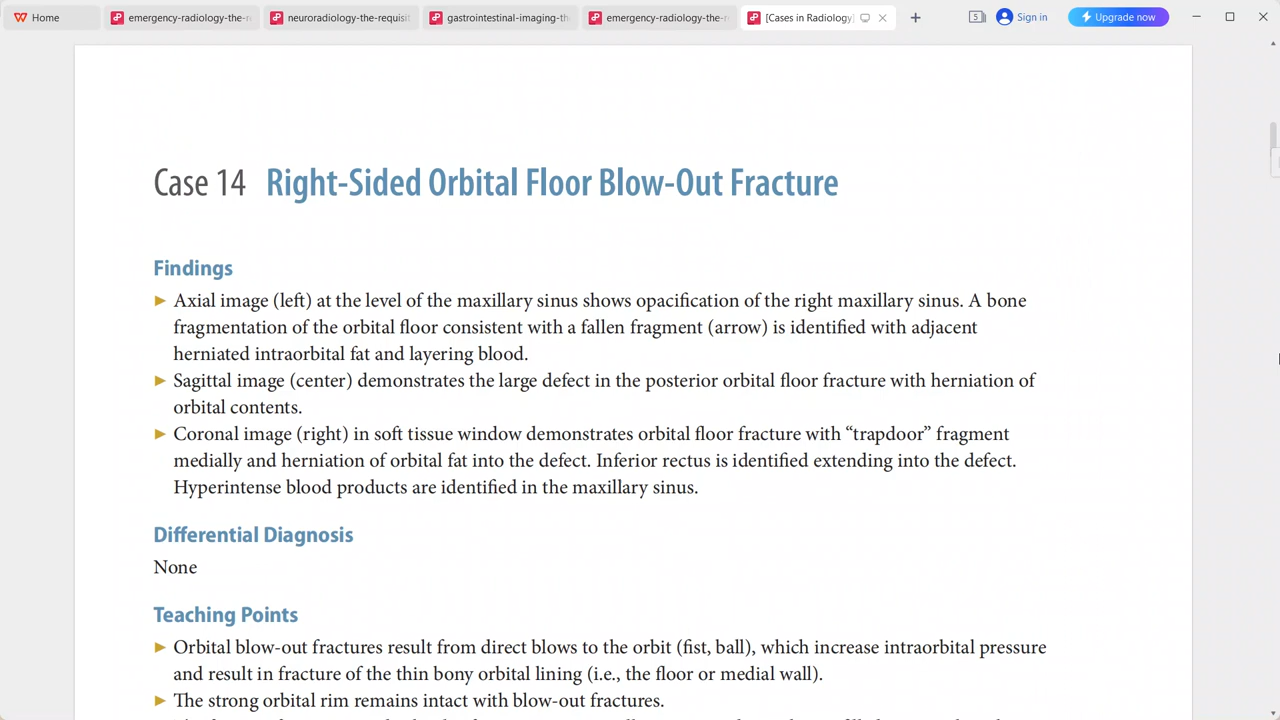 Home
emergency-radiology-the-r
neuroradiology-the-requisit
gastrointestinal-imaging-th
emergency-radiology-the-r
[Cases in Radiology]
5
Sign in
Upgrade now
Case 14 Right-Sided Orbital Floor Blow-Out Fracture
Findings
► Axial image (left) at the level of the maxillary sinus shows opacification of the right maxillary sinus. A bone
fragmentation of the orbital floor consistent with a fallen fragment (arrow) is identified with adjacent
herniated intraorbital fat and layering blood.
► Sagittal image (center) demonstrates the large defect in the posterior orbital floor fracture with herniation of
orbital contents.
► Coronal image (right) in soft tissue window demonstrates orbital floor fracture with “trapdoor” fragment
medially and herniation of orbital fat into the defect. Inferior rectus is identified extending into the defect.
Hyperintense blood products are identified in the maxillary sinus.
Differential Diagnosis
None
Teaching Points
► Orbital blow-out fractures result from direct blows to the orbit (fist, ball), which increase intraorbital pressure
and result in fracture of the thin bony orbital lining (i.e., the floor or medial wall).
► The strong orbital rim remains intact with blow-out fractures.